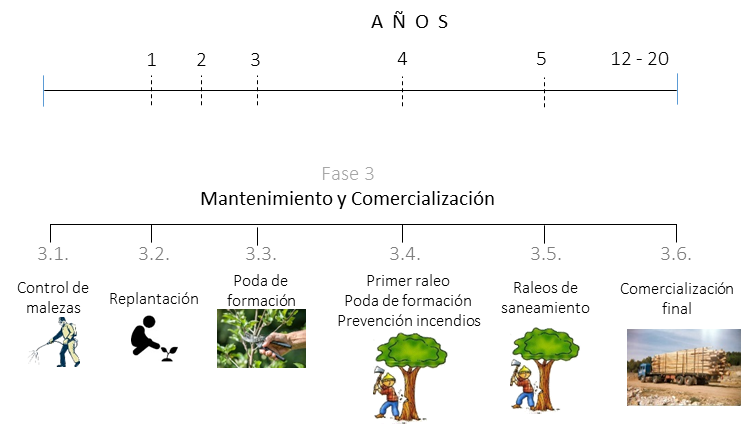 AÑOS
1 2 3 4 5 12 - 20
Fase 3
Mantenimiento y Comercialización
3.1. 3.2. 3.3. 3.4. 3.5. 3.6.
Control de
malezas
Replantación
Poda de
formación
Primer raleo
Poda de formación
Prevención incendios
Raleos de
saneamiento
Comercialización
final